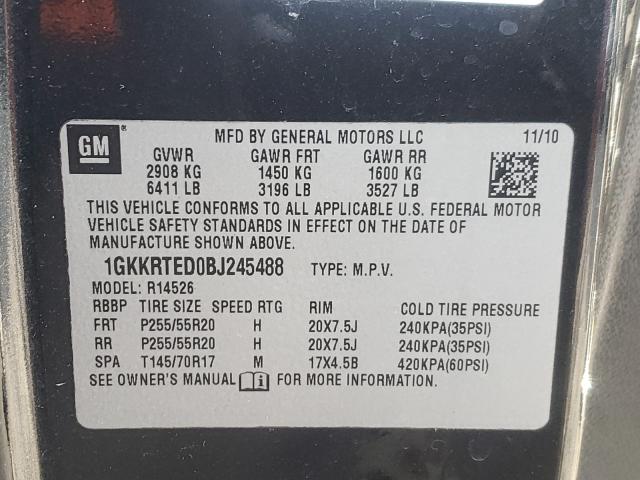 GM ® MFD BY GENERAL MOTORS LLC 11/10
GVWR GAWR FRT GAWR RR
2908 KG 1450 KG 1600 KG
6411 LB 3196 LB 3527 LB
THIS VEHICLE CONFORMS TO ALL APPLICABLE U.S. FEDERAL MOTOR
VEHICLE SAFETY STANDARDS IN EFFECT ON THE DATE OF
MANUFACTURE SHOWN ABOVE.
1GKKRTED0BJ245488 TYPE: M.P.V.
MODEL: R14526
RBBP TIRE SIZE SPEED RTG RIM COLD TIRE PRESSURE
FRT P255/55R20 H 20X7.5J 240KPA(35PSI)
RR P255/55R20 H 20X7.5J 240KPA(35PSI)
SPA T145/70R17 M 17X4.5B 420KPA(60PSI)
SEE OWNER'S MANUAL i FOR MORE INFORMATION.